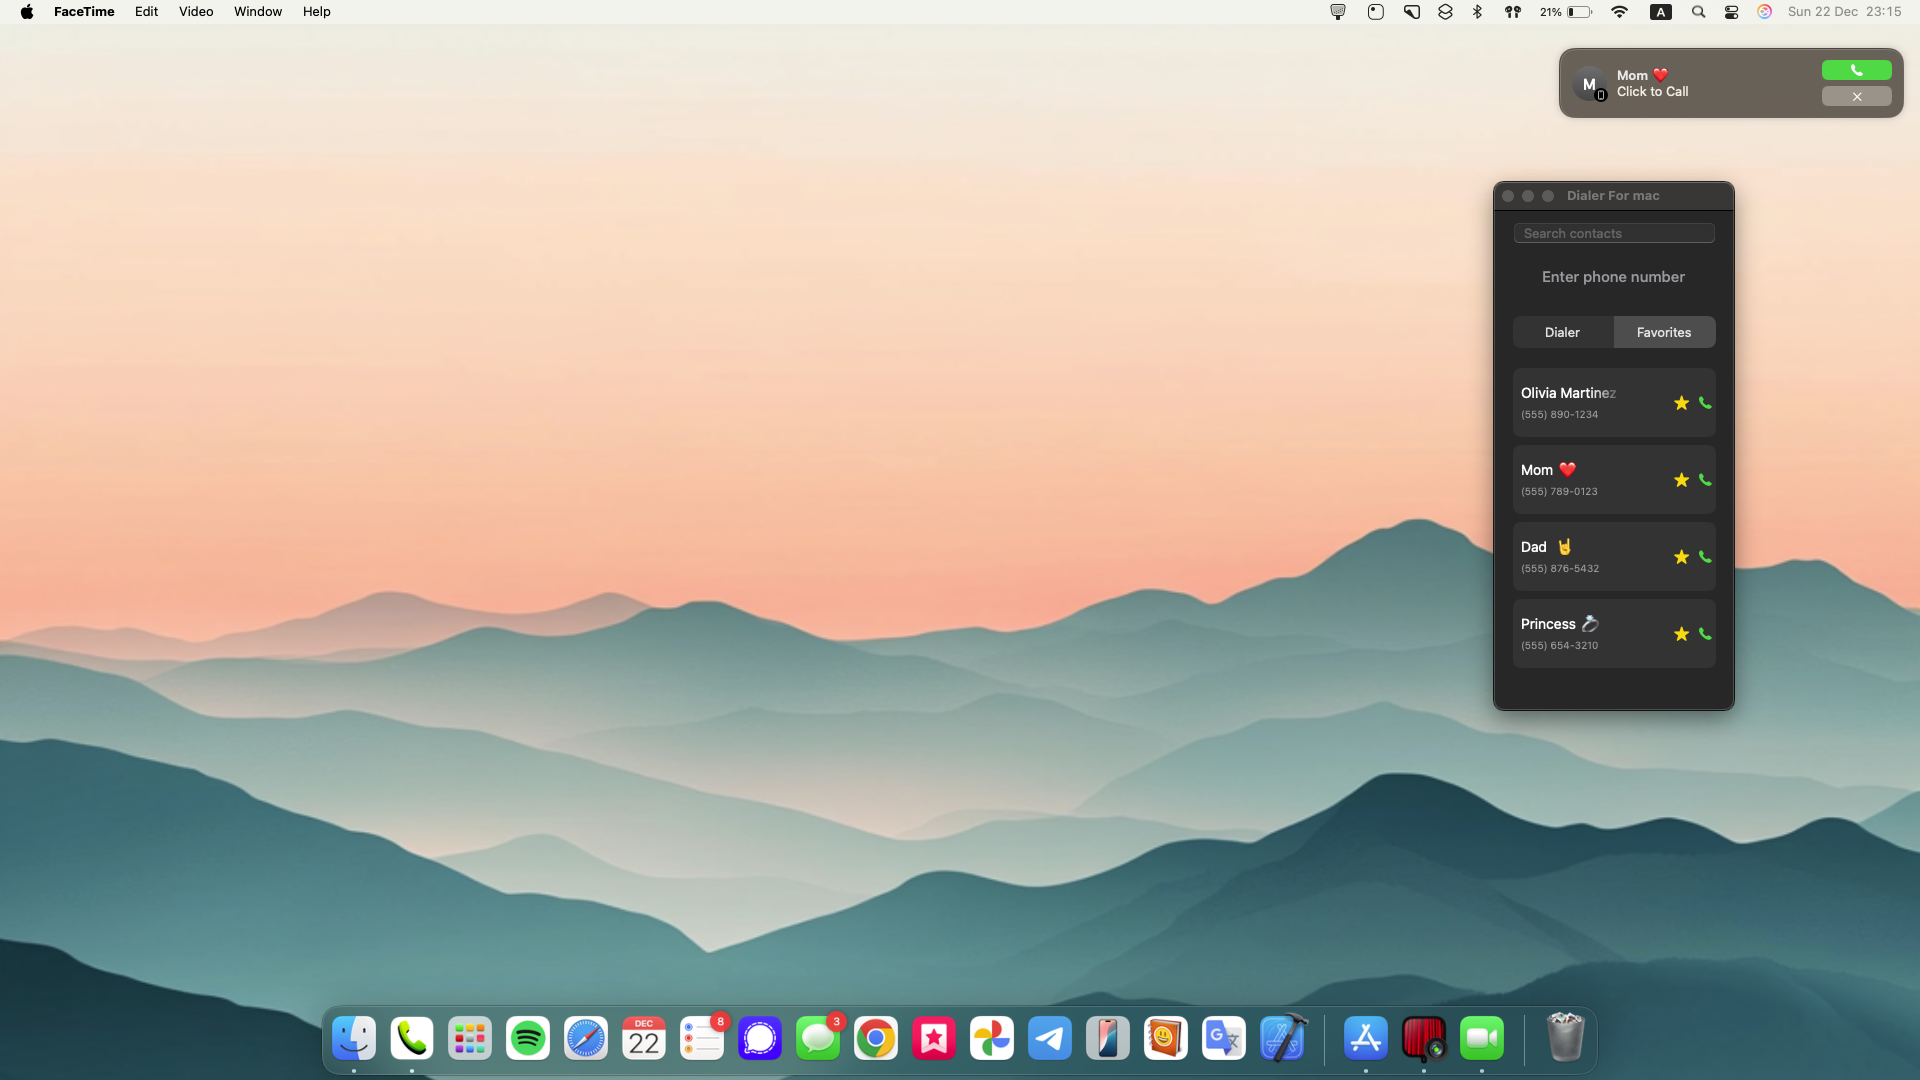 FaceTime Edit Video Window Help
21% A Sun 22 Dec 23:15
M Mom ❤️
Click to Call
Dialer For mac
Search contacts
Enter phone number
Dialer Favorites
Olivia Martinez
(555) 890-1234
Mom ❤️
(555) 789-0123
Dad 🤘
(555) 876-5432
Princess 💍
(555) 654-3210
DEC
22
8
3
G